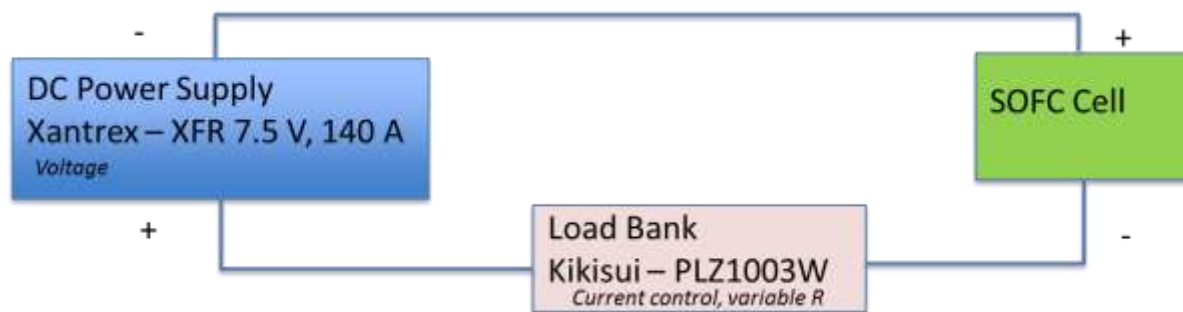 -
+
DC Power Supply
Xantrex – XFR 7.5 V, 140 A
Voltage
SOFC Cell
+
-
Load Bank
Kikisui – PLZ1003W
Current control, variable R